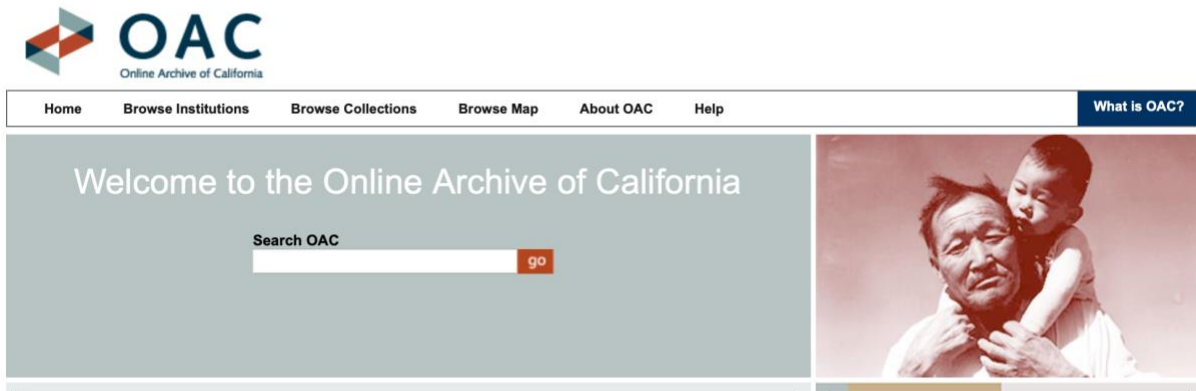 OAC
Online Archive of California
Home Browse Institutions Browse Collections Browse Map About OAC Help What is OAC?
Welcome to the Online Archive of California
Search OAC
go